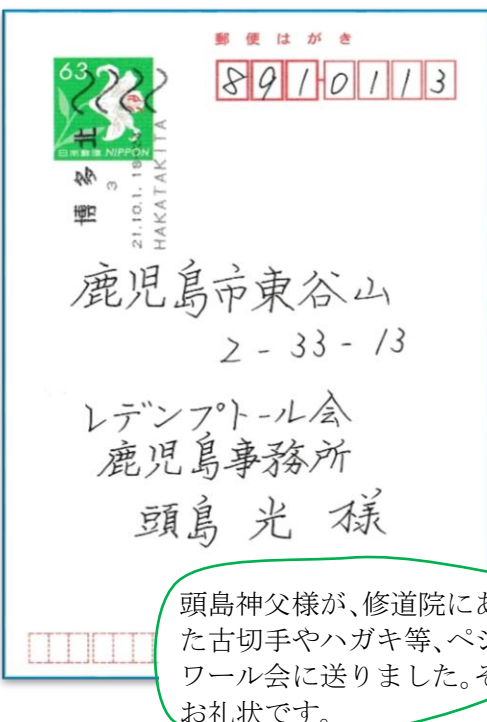 郵便はがき
63
日本郵便 NIPPON
8910113
博多北
3
21.10.1.
HAKATAKITA
鹿児島市東谷山
2-33-13
レデンプトール会
鹿児島事務所
頭島 光 様
頭島神父様が、修道院にあ
た古切手やハガキ等、ペシ
ワール会に送りました。そ
お礼状です。